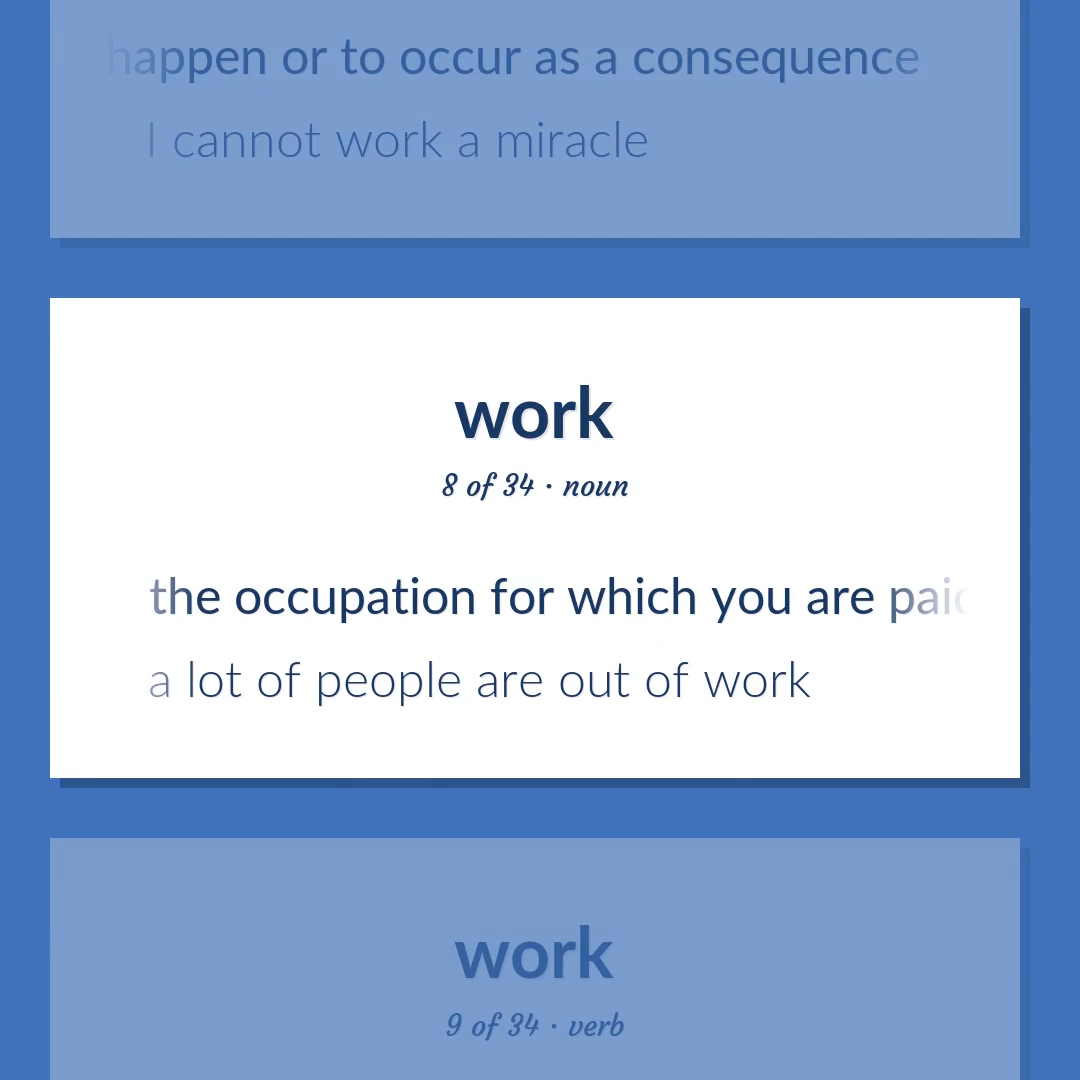 happen or to occur as a consequence
I cannot work a miracle
work
8 of 34 · noun
the occupation for which you are paid
a lot of people are out of work
work
9 of 34 · verb